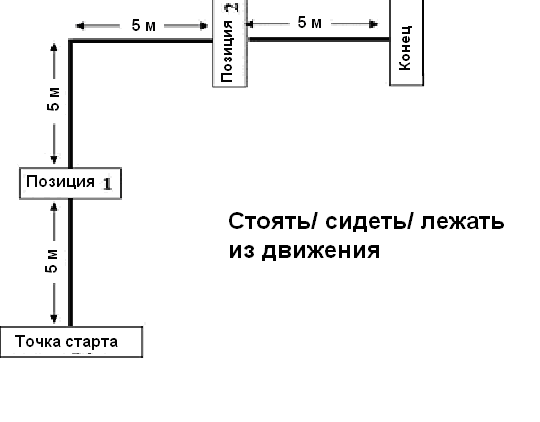 5 м
5 м
Позиция 2
Конец
5 м
Позиция 1
5 м
Стоять/ сидеть/ лежать
из движения
Точка старта